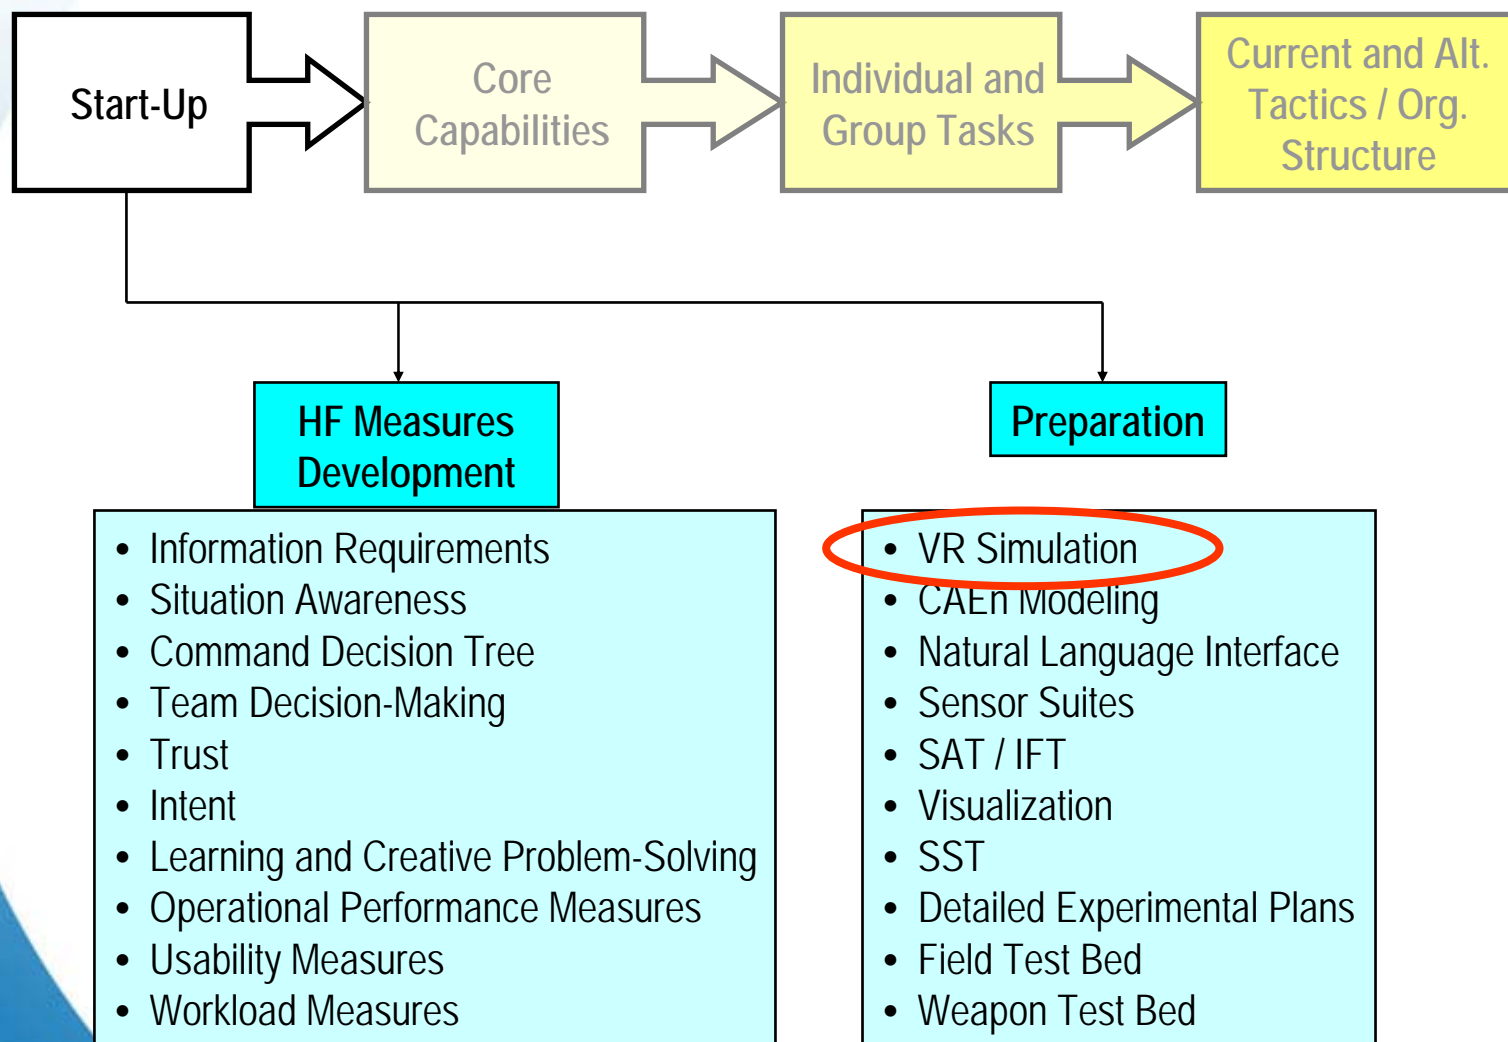 Start-Up
Core
Capabilities
Individual and
Group Tasks
Current and Alt.
Tactics / Org.
Structure
HF Measures
Development
• Information Requirements
• Situation Awareness
• Command Decision Tree
• Team Decision-Making
• Trust
• Intent
• Learning and Creative Problem-Solving
• Operational Performance Measures
• Usability Measures
• Workload Measures
Preparation
• VR Simulation
• CAEn Modeling
• Natural Language Interface
• Sensor Suites
• SAT / IFT
• Visualization
• SST
• Detailed Experimental Plans
• Field Test Bed
• Weapon Test Bed